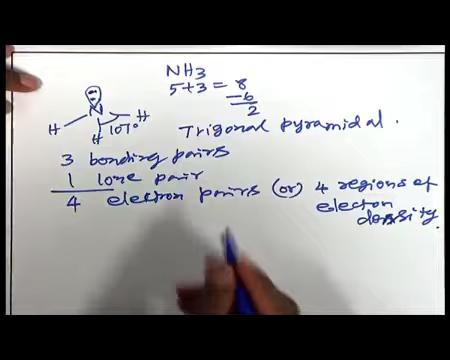 NH3
5+3 = 8
-6
2
N
H
H
H
107°
Trigonal pyramidal.
3 bonding pairs
1 lone pair
4 electron pairs (or) 4 regions of
electon
density.